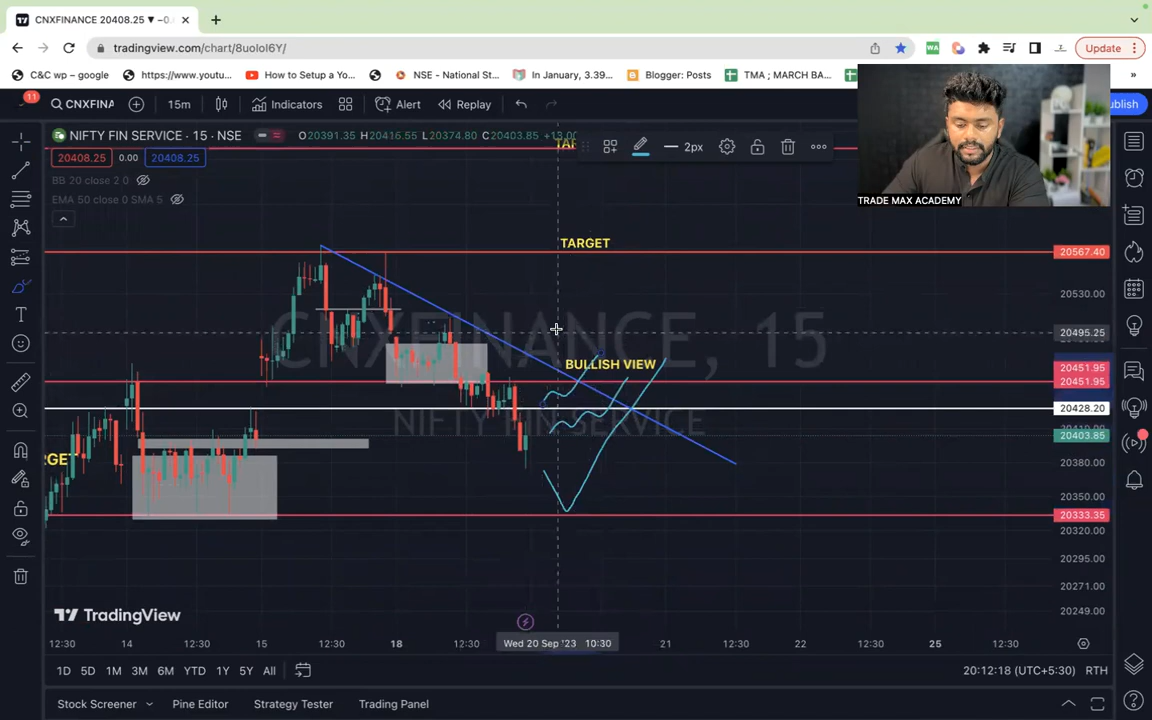 CNXFINANCE 20408.25 ▼ −0.
tradingview.com/chart/8uolol6Y/
Update
C&C wp – google
https://www.youtu...
How to Setup a Yo...
NSE - National St...
In January, 3.39...
Blogger: Posts
TMA ; MARCH BA...
»
11
CNXFINA
15m
Indicators
Alert
Replay
ublish
NIFTY FIN SERVICE · 15 · NSE
O20391.35 H20416.55 L20374.80 C20403.85
2px
20408.25
0.00
20408.25
BB 20 close 2 0
EMA 50 close 0 SMA 5
TRADE MAX ACADEMY
TARGET
20567.40
20530.00
20495.25
CNXFINANCE, 15
BULLISH VIEW
20451.95
20451.95
20428.20
NIFTY FIN SERVICE
20403.85
RGET
20380.00
20350.00
20333.35
20320.00
20295.00
20271.00
20249.00
TradingView
12:30
14
12:30
15
12:30
18
12:30
Wed 20 Sep '23 10:30
21
12:30
22
12:30
25
12:30
1D
5D
1M
3M
6M
YTD
1Y
5Y
All
20:12:18 (UTC+5:30)
RTH
Stock Screener
Pine Editor
Strategy Tester
Trading Panel